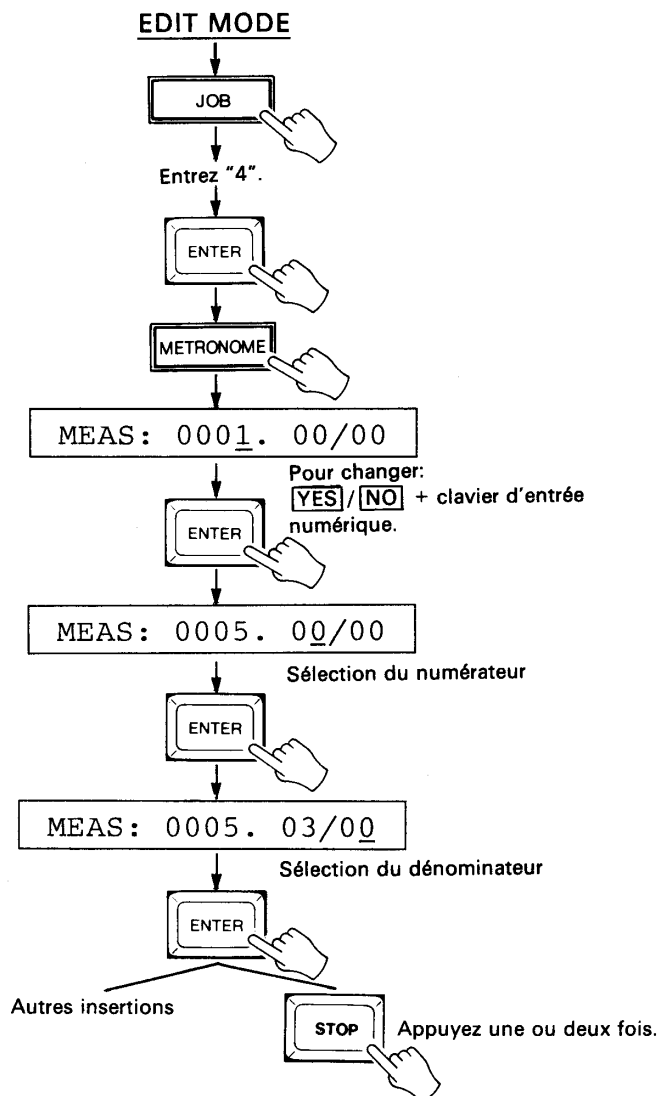 EDIT MODE
JOB
Entrez "4".
ENTER
METRONOME
MEAS: 0001. 00/00
Pour changer:
YES / NO + clavier d'entrée
numérique.
ENTER
MEAS: 0005. 00/00
Sélection du numérateur
ENTER
MEAS: 0005. 03/00
Sélection du dénominateur
ENTER
Autres insertions
STOP
Appuyez une ou deux fois.